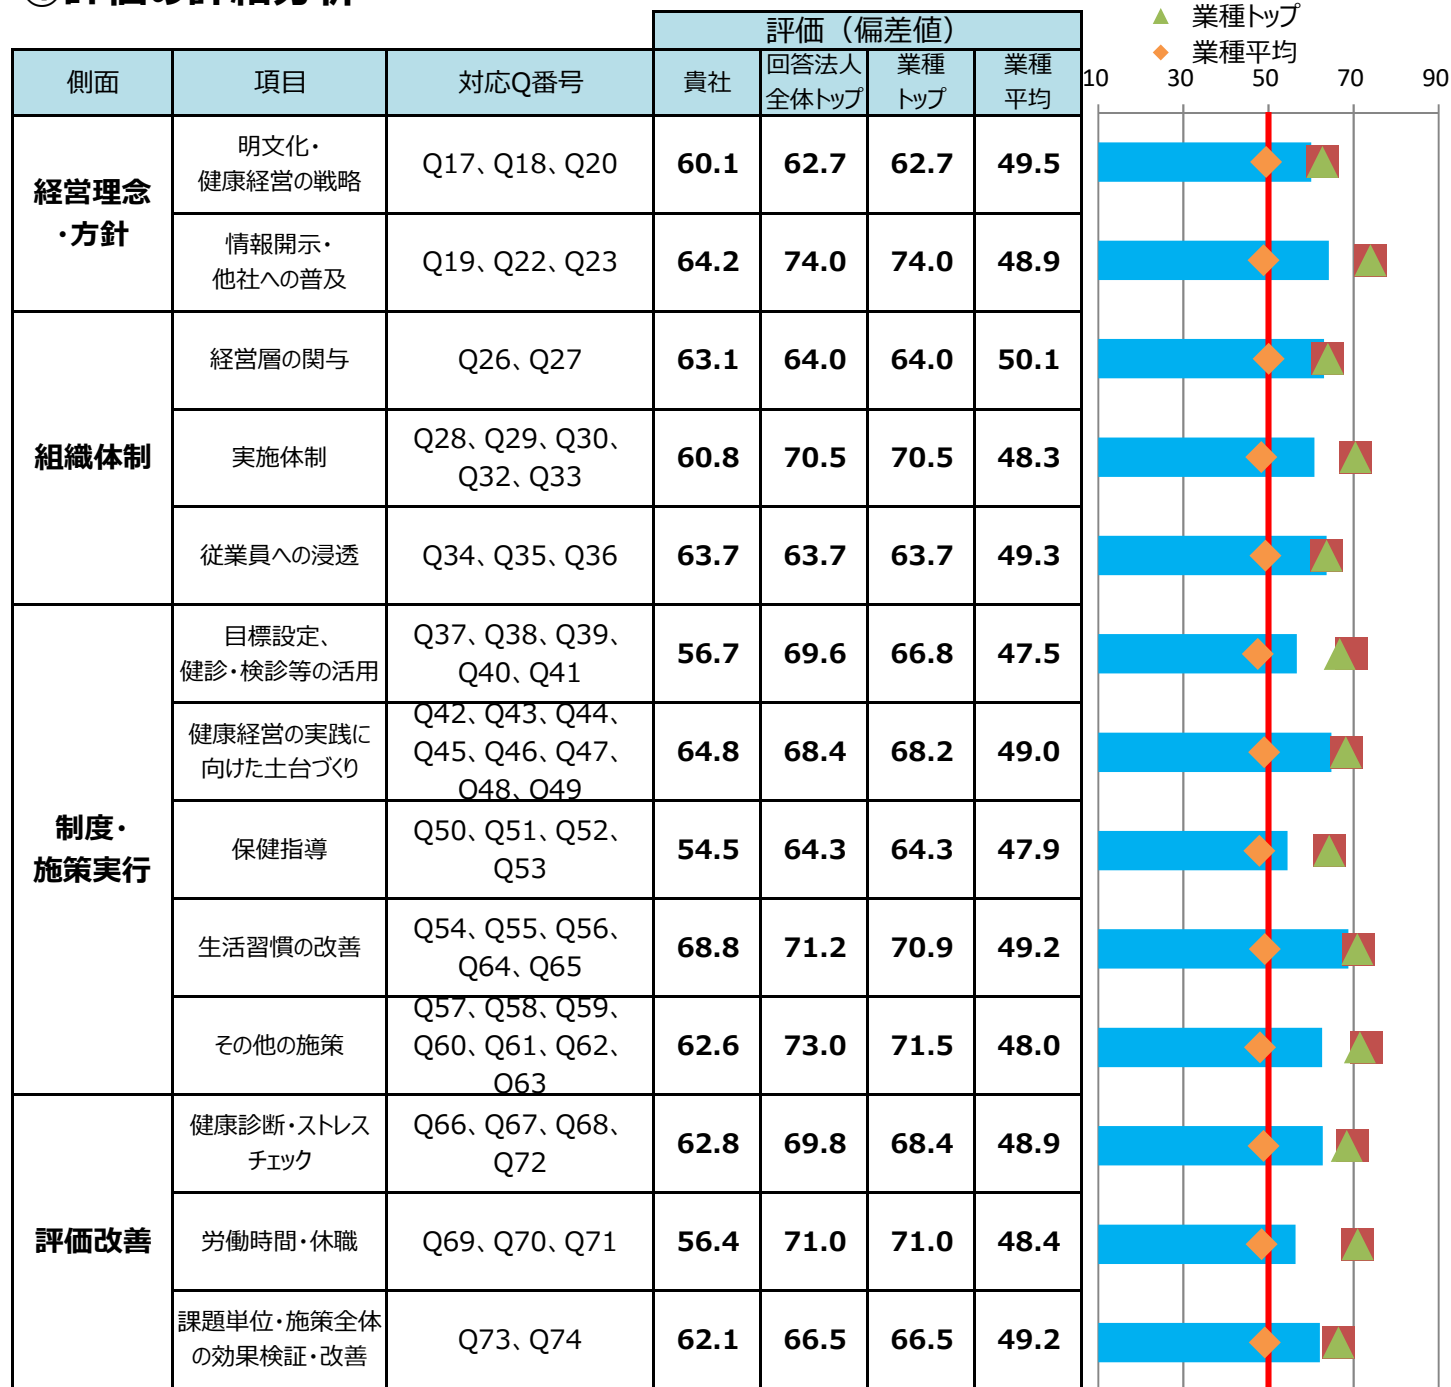 業種トップ
業種平均
評価（偏差値）
側面 項目 対応Q番号 貴社 回答法人 業種 業種
全体トップ トップ 平均
10 30 50 70 90
経営理念
・方針
明文化・
健康経営の戦略
Q17、Q18、Q20 60.1 62.7 62.7 49.5
情報開示・
他社への普及
Q19、Q22、Q23 64.2 74.0 74.0 48.9
組織体制
経営層の関与 Q26、Q27 63.1 64.0 64.0 50.1
実施体制
Q28、Q29、Q30、
Q32、Q33
60.8 70.5 70.5 48.3
従業員への浸透 Q34、Q35、Q36 63.7 63.7 63.7 49.3
制度・
施策実行
目標設定、
健診・検診等の活用
Q37、Q38、Q39、
Q40、Q41
56.7 69.6 66.8 47.5
健康経営の実践に
向けた土台づくり
Q42、Q43、Q44、
Q45、Q46、Q47、
Q48、Q49
64.8 68.4 68.2 49.0
保健指導
Q50、Q51、Q52、
Q53
54.5 64.3 64.3 47.9
生活習慣の改善
Q54、Q55、Q56、
Q64、Q65
68.8 71.2 70.9 49.2
その他の施策
Q57、Q58、Q59、
Q60、Q61、Q62、
Q63
62.6 73.0 71.5 48.0
評価改善
健康診断・ストレス
チェック
Q66、Q67、Q68、
Q72
62.8 69.8 68.4 48.9
労働時間・休職 Q69、Q70、Q71 56.4 71.0 71.0 48.4
課題単位・施策全体
の効果検証・改善
Q73、Q74 62.1 66.5 66.5 49.2